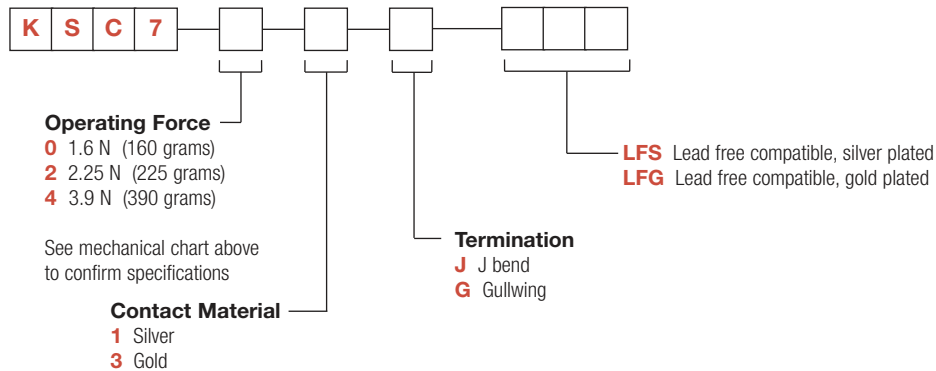 K S C 7
Operating Force
0 1.6 N (160 grams)
2 2.25 N (225 grams)
4 3.9 N (390 grams)
See mechanical chart above
to confirm specifications
Contact Material
1 Silver
3 Gold
Termination
J J bend
G Gullwing
LFS Lead free compatible, silver plated
LFG Lead free compatible, gold plated